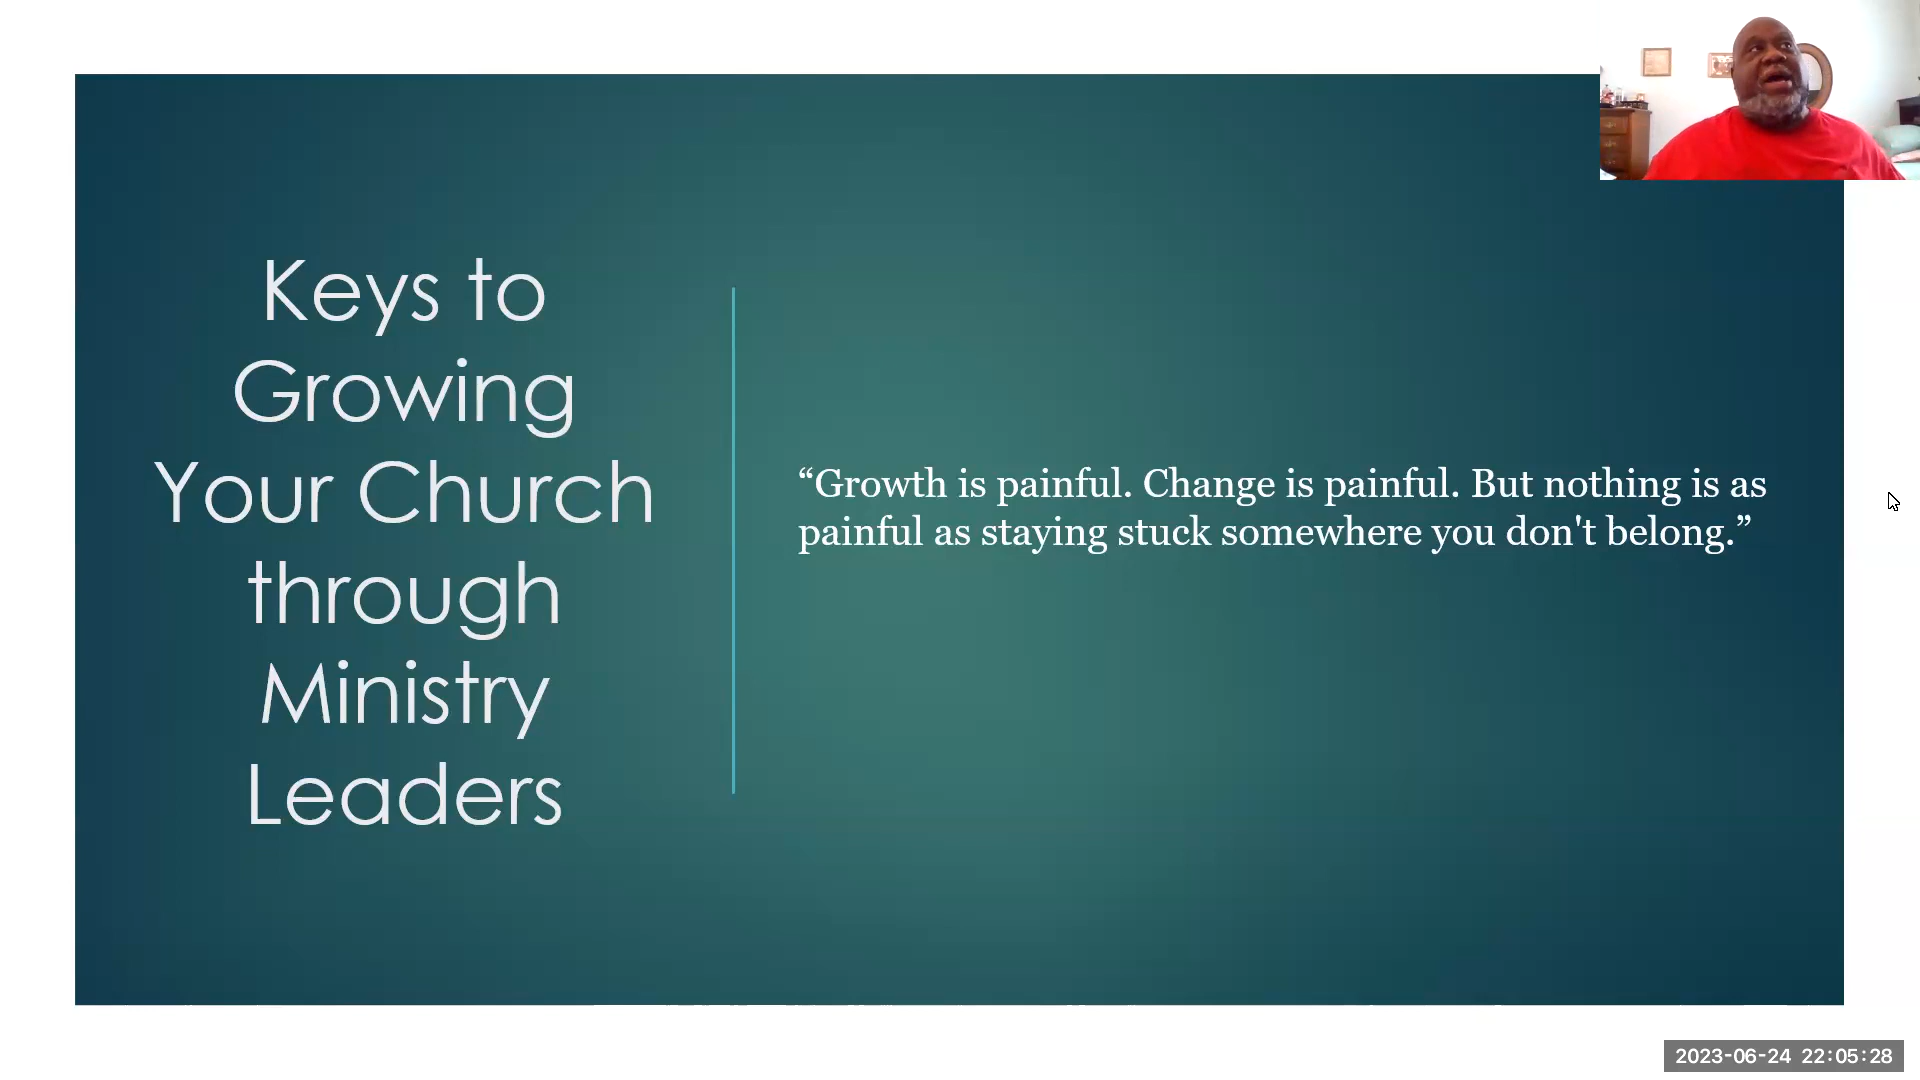 Keys to
Growing
Your Church
through
Ministry
Leaders
“Growth is painful. Change is painful. But nothing is as
painful as staying stuck somewhere you don't belong.”
2023-06-24 22:05:28